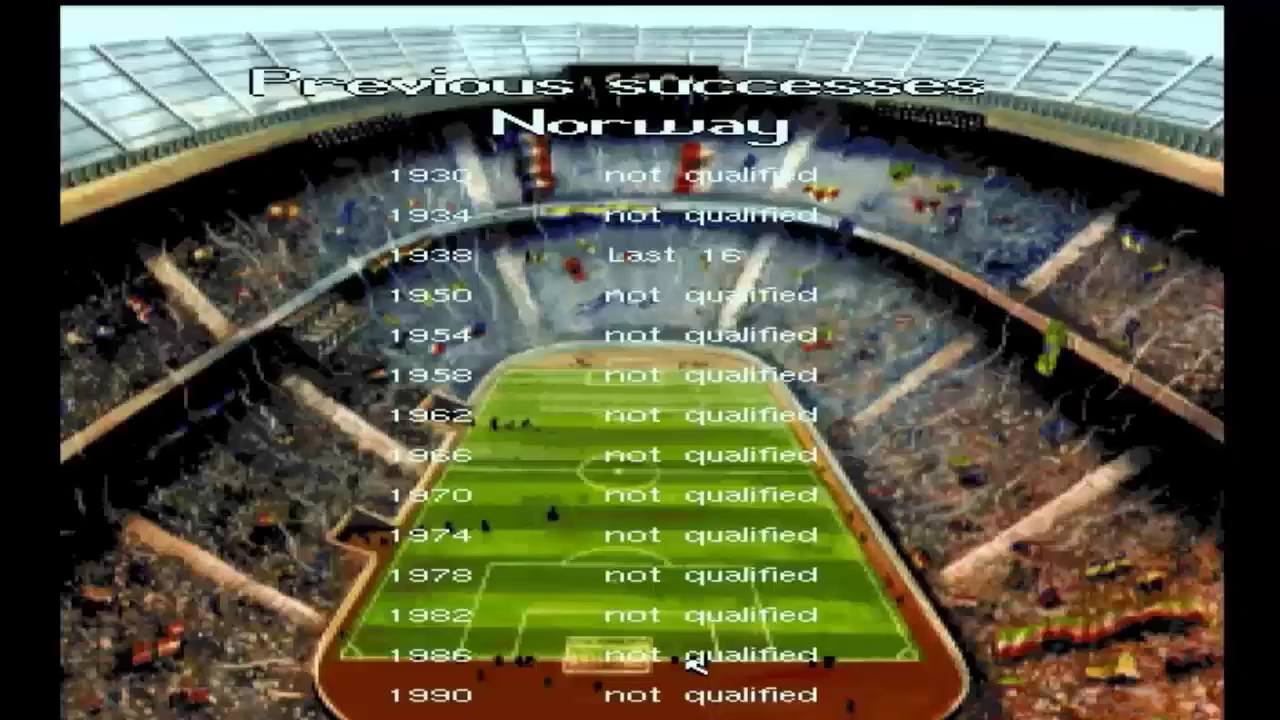 Previous successes
Norway
1930 not qualified
1934 not qualified
1938 Last 16
1950 not qualified
1954 not qualified
1958 not qualified
1962 not qualified
1966 not qualified
1970 not qualified
1974 not qualified
1978 not qualified
1982 not qualified
1986 not qualified
1990 not qualified